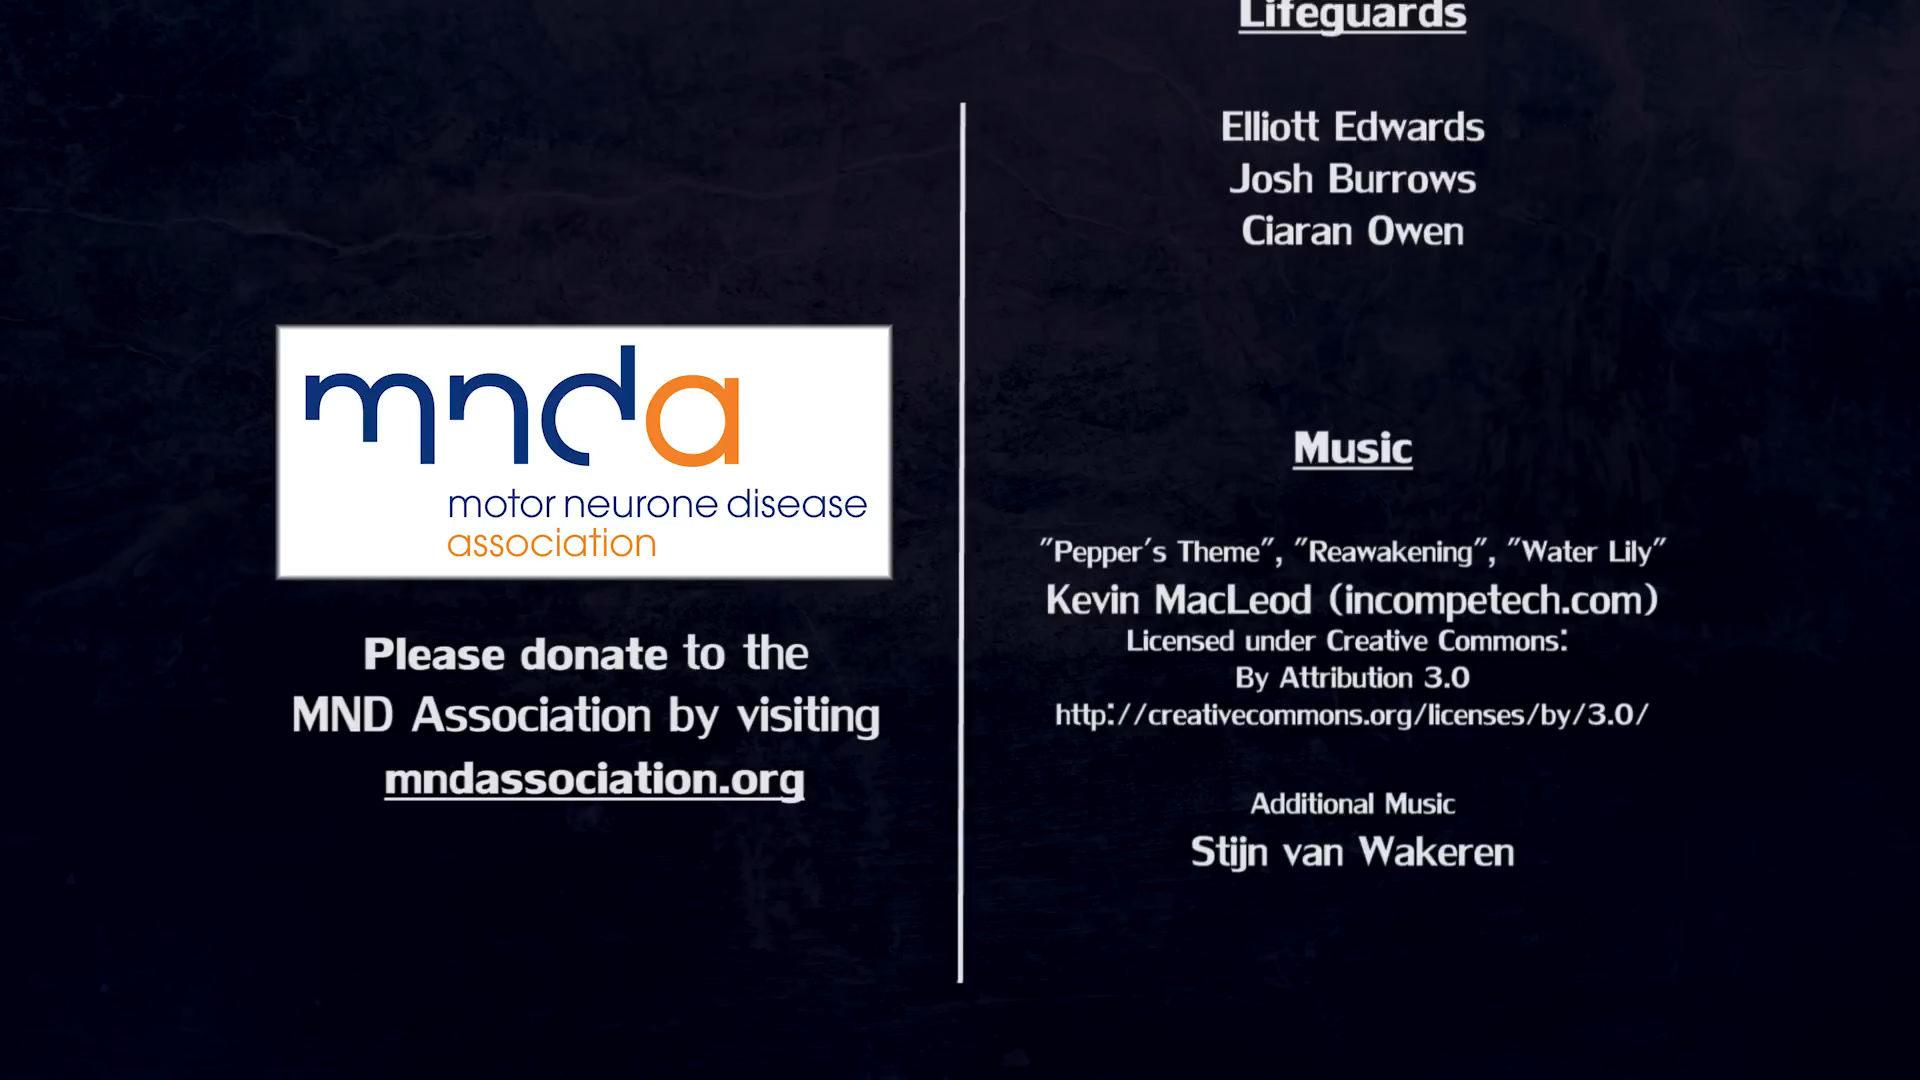 mnda
motor neurone disease
association
Please donate to the
MND Association by visiting
mndassociation.org
Lifeguards
Elliott Edwards
Josh Burrows
Ciaran Owen
Music
"Pepper's Theme", "Reawakening", "Water Lily"
Kevin MacLeod (incompetech.com)
Licensed under Creative Commons:
By Attribution 3.0
http://creativecommons.org/licenses/by/3.0/
Additional Music
Stijn van Wakeren